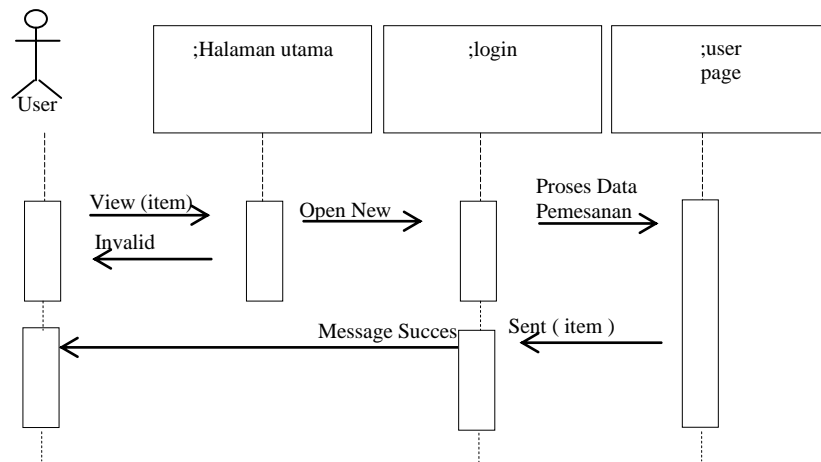 User
;Halaman utama
;login
;user
page
View (item)
Invalid
Open New
Proses Data
Pemesanan
Message Succes
Sent ( item )